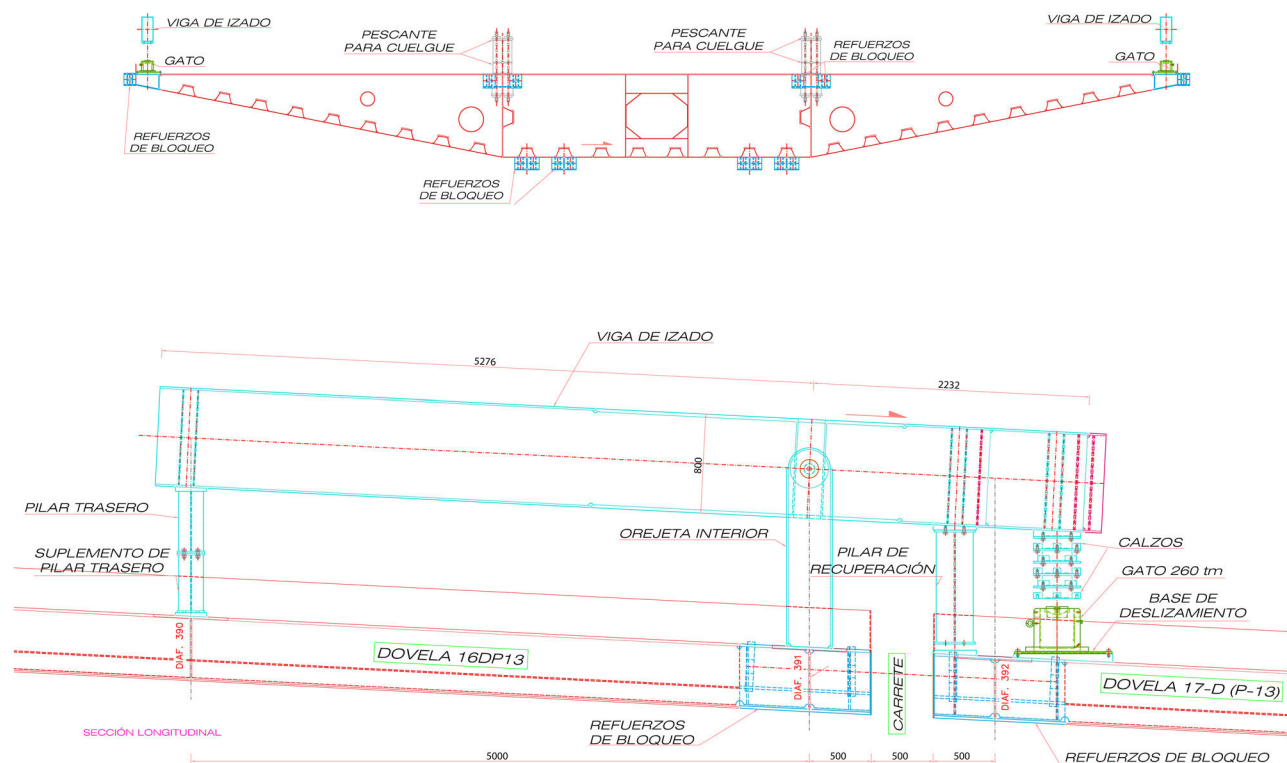 VIGA DE IZADO
VIGA DE IZADO
PESCANTE
PARA CUELGUE
PESCANTE
PARA CUELGUE
REFUERZOS
DE BLOQUEO
GATO
GATO
REFUERZOS
DE BLOQUEO
REFUERZOS
DE BLOQUEO
VIGA DE IZADO
5276
2232
800
PILAR TRASERO
OREJETA INTERIOR
PILAR DE
RECUPERACIÓN
CALZOS
SUPLEMENTO DE
PILAR TRASERO
GATO 260 tm
BASE DE
DESLIZAMIENTO
DIAF. 390
DOVELA 16DP13
DIAF. 391
CARRETE
DIAF. 392
DOVELA 17-D (P-13)
SECCIÓN LONGITUDINAL
REFUERZOS
DE BLOQUEO
REFUERZOS DE BLOQUEO
5000
500
500
500